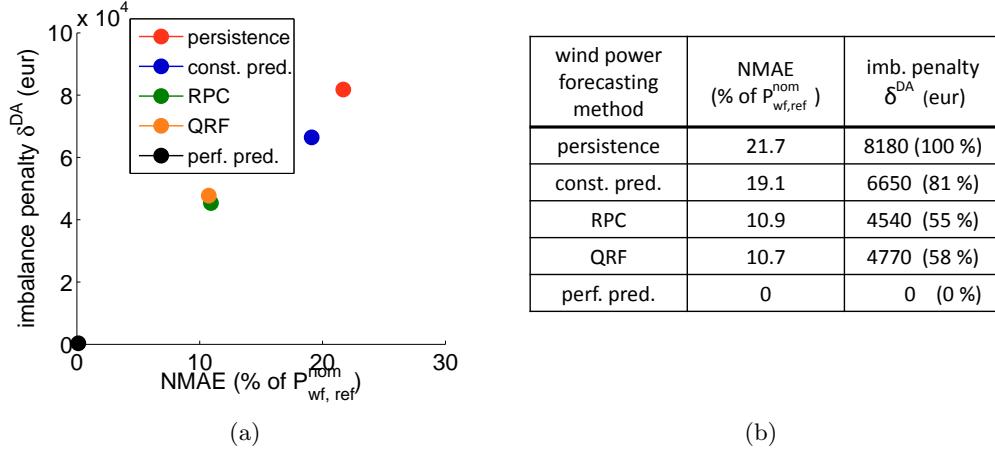 x 10⁴
10
8
6
4
2
0
0 10 20 30
imbalance penalty δ^DA (eur)
NMAE (% of P^nom_wf, ref)
persistence
const. pred.
RPC
QRF
perf. pred.
(a)
wind power forecasting method NMAE (% of P^nom_wf,ref ) imb. penalty δ^DA (eur)
persistence 21.7 8180 (100 %)
const. pred. 19.1 6650 (81 %)
RPC 10.9 4540 (55 %)
QRF 10.7 4770 (58 %)
perf. pred. 0 0 (0 %)
(b)